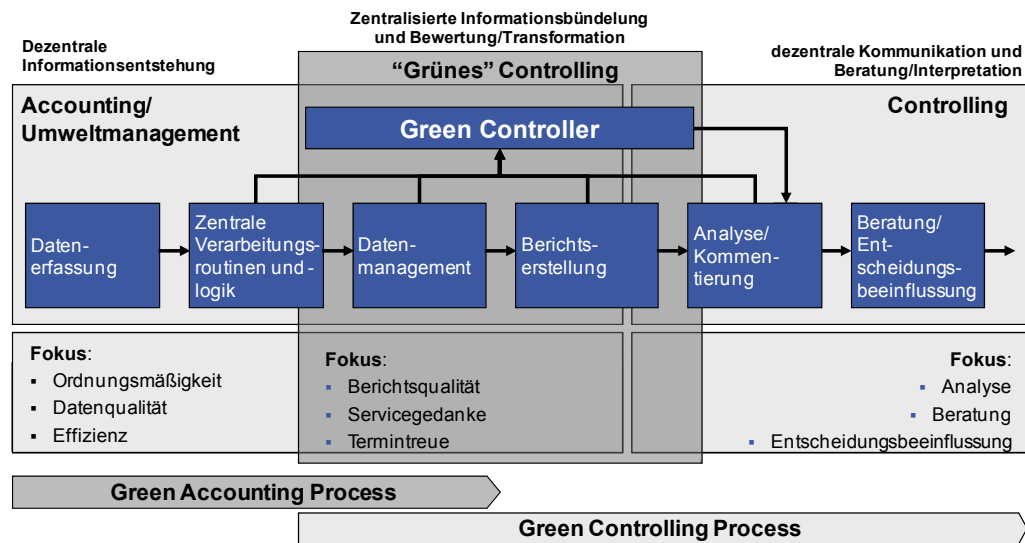 Zentralisierte Informationsbündelung
und Bewertung/Transformation
Dezentrale
Informationsentstehung
dezentrale Kommunikation und
Beratung/Interpretation
“Grünes” Controlling
Accounting/
Umweltmanagement
Controlling
Green Controller
Daten-
erfassung
Zentrale
Verarbeitungs-
routinen und -
logik
Daten-
management
Berichts-
erstellung
Analyse/
Kommen-
tierung
Beratung/
Ent-
scheidungs-
beeinflussung
Fokus:
▪ Ordnungsmäßigkeit
▪ Datenqualität
▪ Effizienz
Fokus:
▪ Berichtsqualität
▪ Servicegedanke
▪ Termintreue
Fokus:
▪ Analyse
▪ Beratung
▪ Entscheidungsbeeinflussung
Green Accounting Process
Green Controlling Process